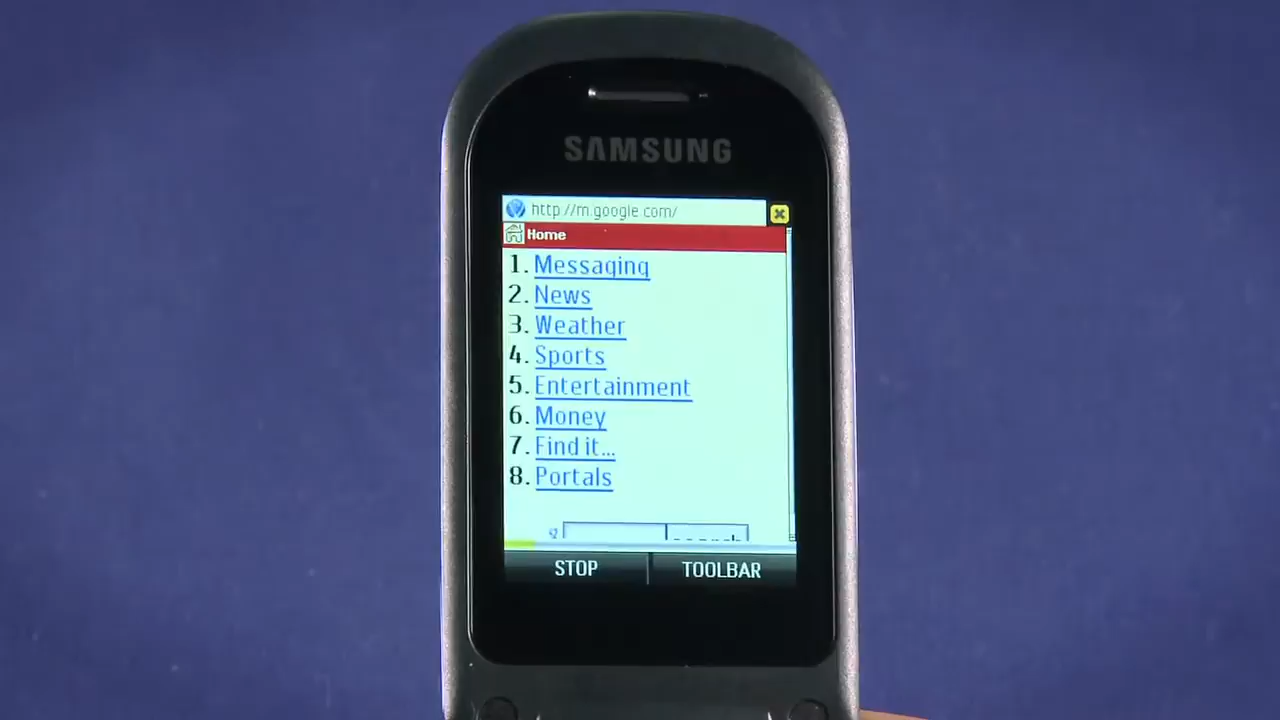 SAMSUNG
http://m.google.com/
Home
1. Messaging
2. News
3. Weather
4. Sports
5. Entertainment
6. Money
7. Find it...
8. Portals
STOP TOOLBAR